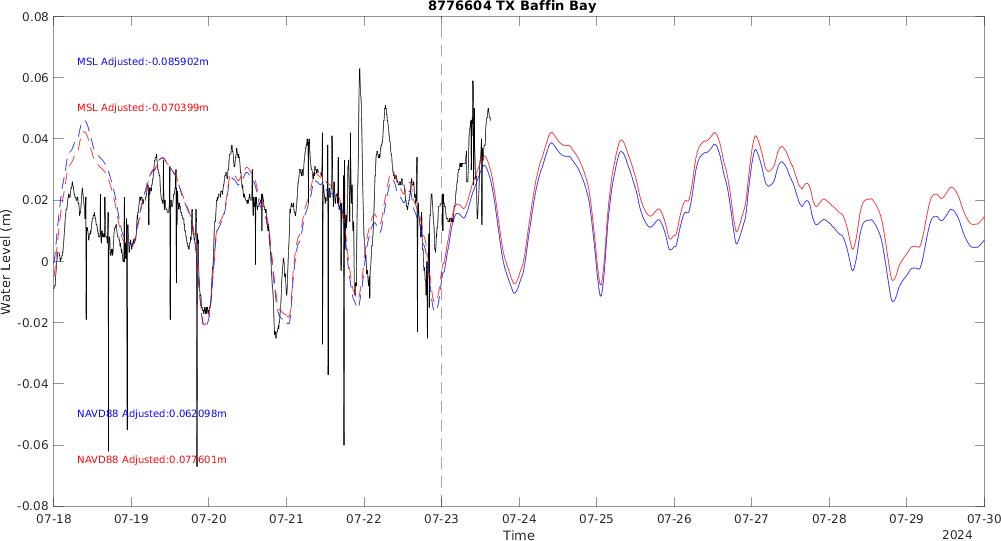 8776604 TX Baffin Bay
0.08
0.06
0.04
0.02
0
-0.02
-0.04
-0.06
-0.08
Water Level (m)
MSL Adjusted:-0.085902m
MSL Adjusted:-0.070399m
NAVD88 Adjusted:0.062098m
NAVD88 Adjusted:0.077601m
07-18 07-19 07-20 07-21 07-22 07-23 07-24 07-25 07-26 07-27 07-28 07-29 07-30
Time
2024